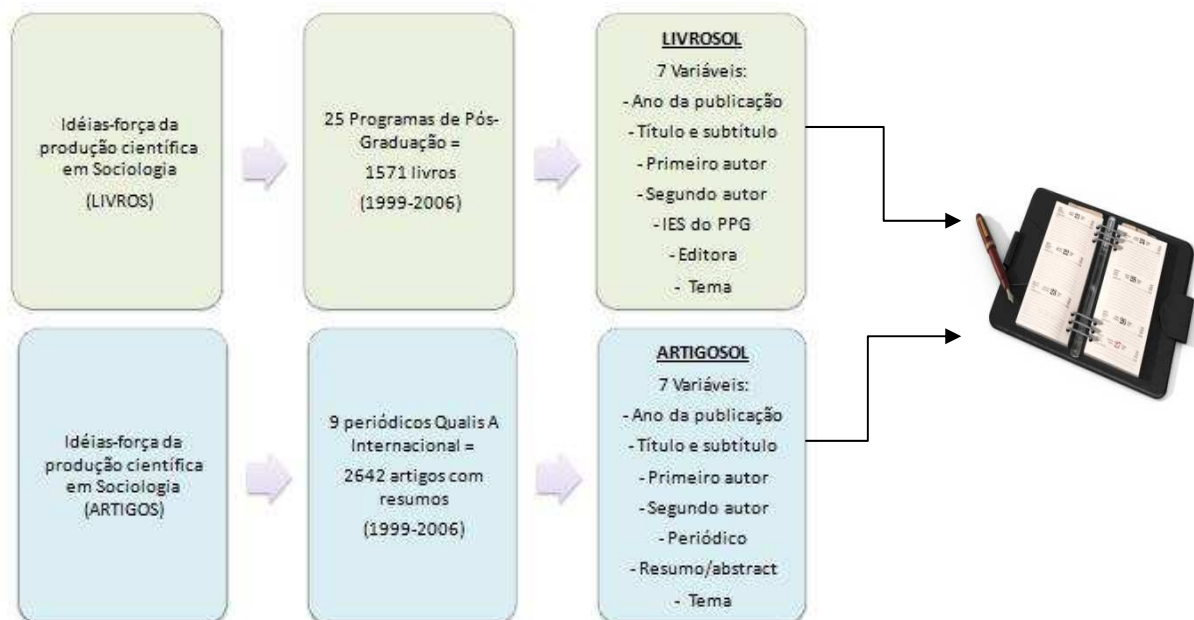 Idéias-força da
produção científica
em Sociologia
(LIVROS)
25 Programas de Pós-
Graduação =
1571 livros
(1999-2006)
LIVROSOL
7 Variáveis:
- Ano da publicação
- Título e subtítulo
- Primeiro autor
- Segundo autor
- IES do PPG
- Editora
- Tema
Idéias-força da
produção científica
em Sociologia
(ARTIGOS)
9 periódicos Qualis A
Internacional =
2642 artigos com
resumos
(1999-2006)
ARTIGOSOL
7 Variáveis:
- Ano da publicação
- Título e subtítulo
- Primeiro autor
- Segundo autor
- Periódico
- Resumo/abstract
- Tema